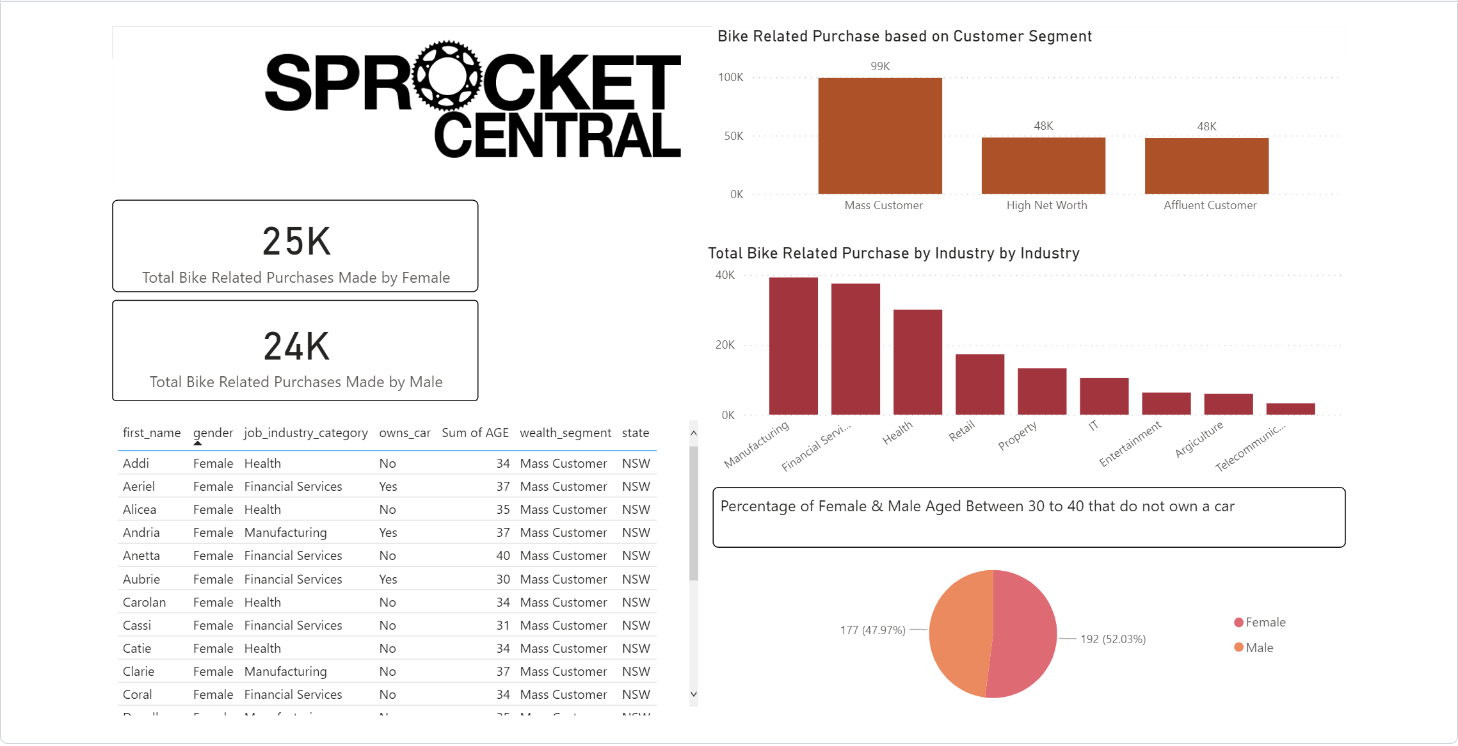 SPROCKET
CENTRAL
25K
Total Bike Related Purchases Made by Female
24K
Total Bike Related Purchases Made by Male
first_name gender job_industry_category owns_car Sum of AGE wealth_segment state
Addi Female Health No 34 Mass Customer NSW
Aeriel Female Financial Services Yes 37 Mass Customer NSW
Alicea Female Health No 35 Mass Customer NSW
Andria Female Manufacturing Yes 37 Mass Customer NSW
Anetta Female Financial Services No 40 Mass Customer NSW
Aubrie Female Financial Services Yes 30 Mass Customer NSW
Carolan Female Health No 34 Mass Customer NSW
Cassi Female Financial Services No 31 Mass Customer NSW
Catie Female Health No 34 Mass Customer NSW
Clarie Female Manufacturing No 37 Mass Customer NSW
Coral Female Financial Services No 34 Mass Customer NSW
Bike Related Purchase based on Customer Segment
99K
100K
48K
48K
50K
0K
Mass Customer High Net Worth Affluent Customer
Total Bike Related Purchase by Industry by Industry
40K
20K
0K
Manufacturing
Financial Servi...
Health
Retail
Property
IT
Entertainment
Argiculture
Telecommunic...
Percentage of Female & Male Aged Between 30 to 40 that do not own a car
177 (47.97%)
192 (52.03%)
Female
Male